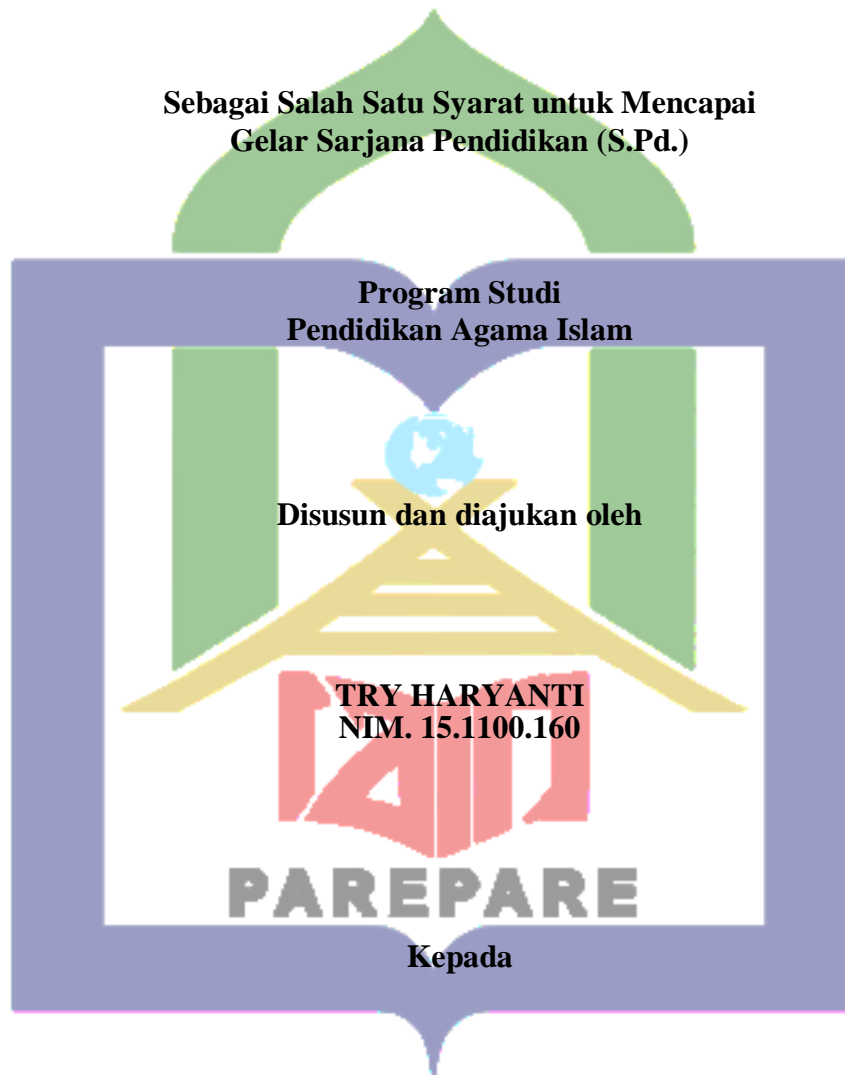 Sebagai Salah Satu Syarat untuk Mencapai
Gelar Sarjana Pendidikan (S.Pd.)
Program Studi
Pendidikan Agama Islam
Disusun dan diajukan oleh
TRY HARYANTI
NIM. 15.1100.160
iain
PAREPARE
Kepada